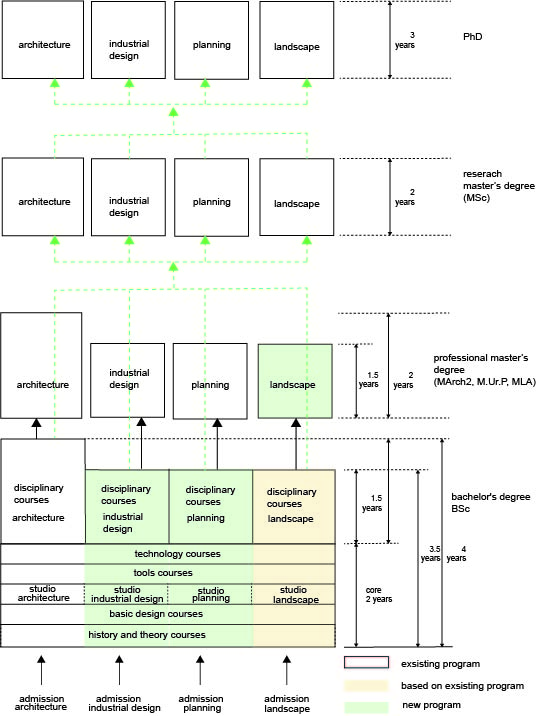 architecture
industrial
design
planning
landscape
3
years
PhD
architecture
industrial
design
planning
landscape
2
years
reserach
master's degree
(MSc)
architecture
industrial
design
planning
landscape
1.5
years
2
years
professional master's
degree
(MArch2, M.Ur.P, MLA)
disciplinary
courses
architecture
disciplinary
courses
industrial
design
disciplinary
courses
planning
disciplinary
courses
landscape
1.5
years
3.5
years
4
years
bachelor's degree
BSc
technology courses
tools courses
studio
architecture
studio
industrial design
studio
planning
studio
landscape
basic design courses
history and theory courses
core
2 years
admission
architecture
admission
industrial design
admission
planning
admission
landscape
exsisting program
based on exsisting program
new program